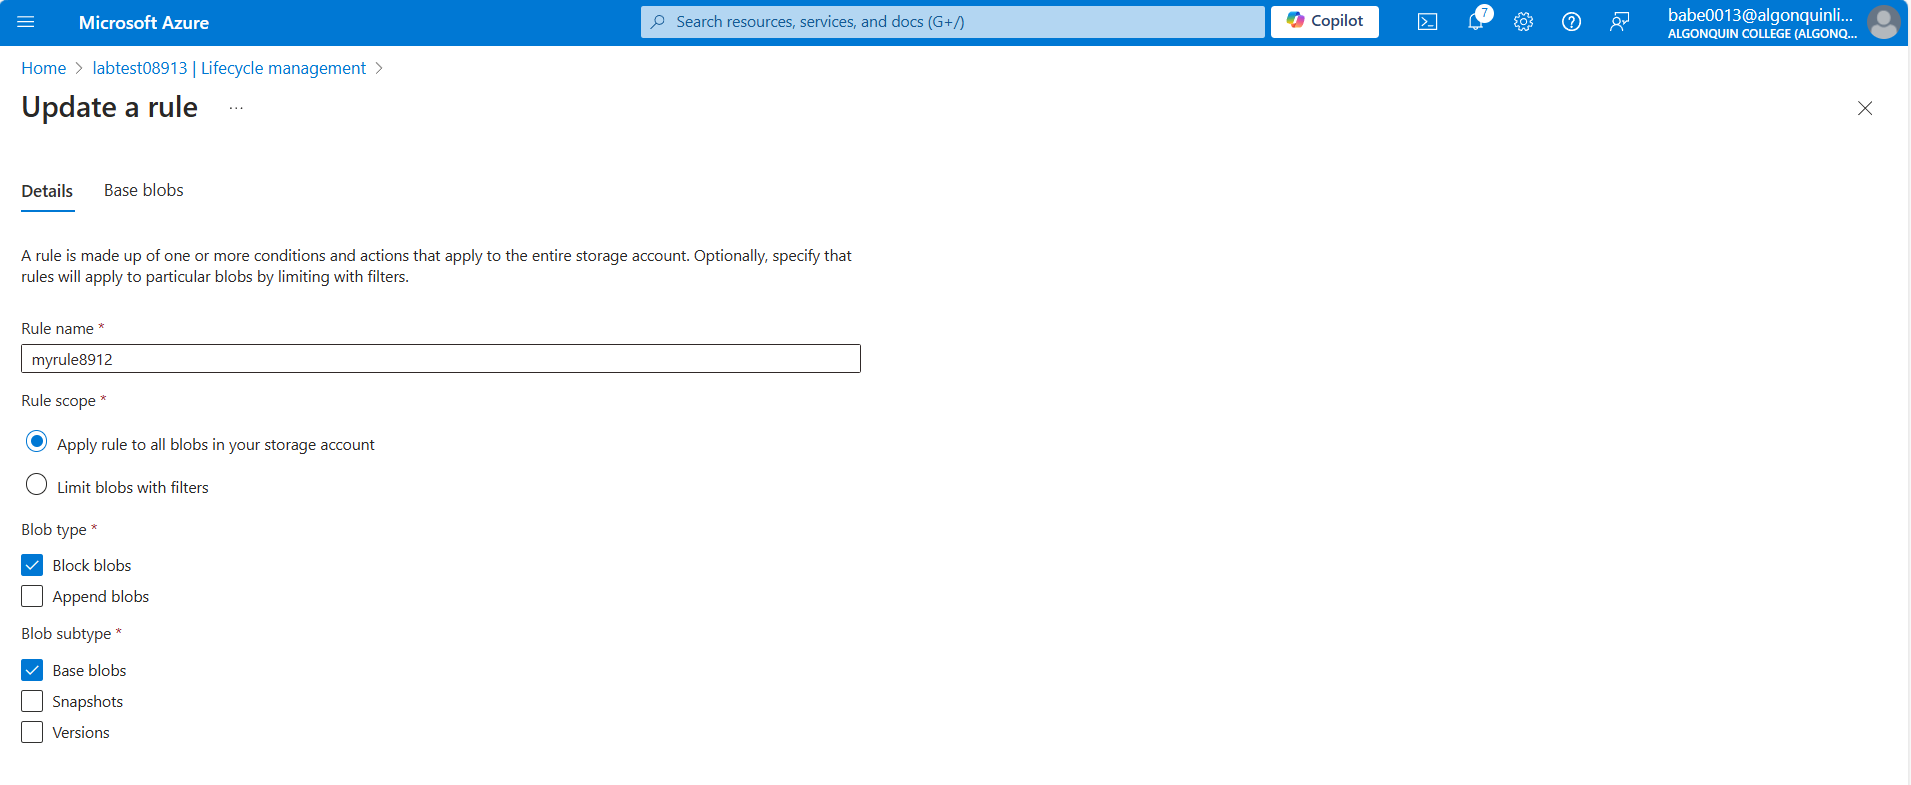 Microsoft Azure
Search resources, services, and docs (G+/)
Copilot
7
babe0013@algonquinli...
ALGONQUIN COLLEGE (ALGONQ...
Home > labtest08913 | Lifecycle management >
Update a rule ...
Details Base blobs
A rule is made up of one or more conditions and actions that apply to the entire storage account. Optionally, specify that
rules will apply to particular blobs by limiting with filters.
Rule name *
myrule8912
Rule scope *
Apply rule to all blobs in your storage account
Limit blobs with filters
Blob type *
Block blobs
Append blobs
Blob subtype *
Base blobs
Snapshots
Versions